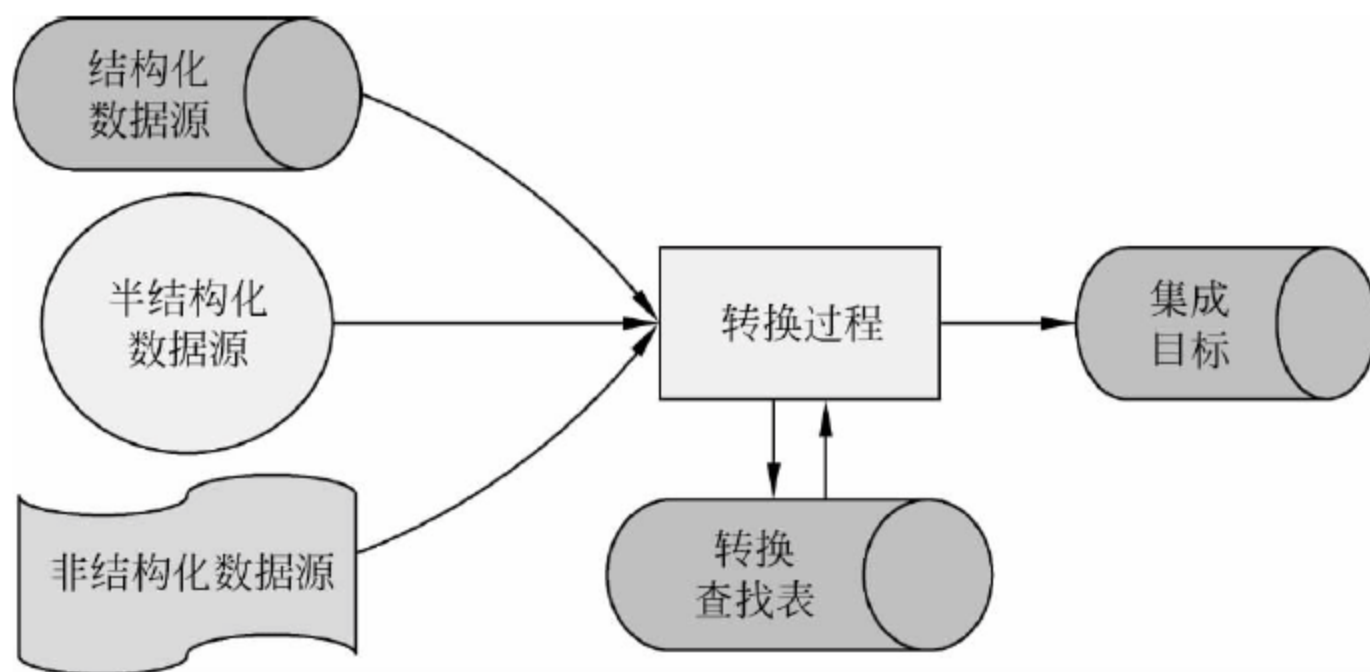 结构化
数据源
半结构化
数据源
非结构化数据源
转换过程
转换
查找表
集成
目标